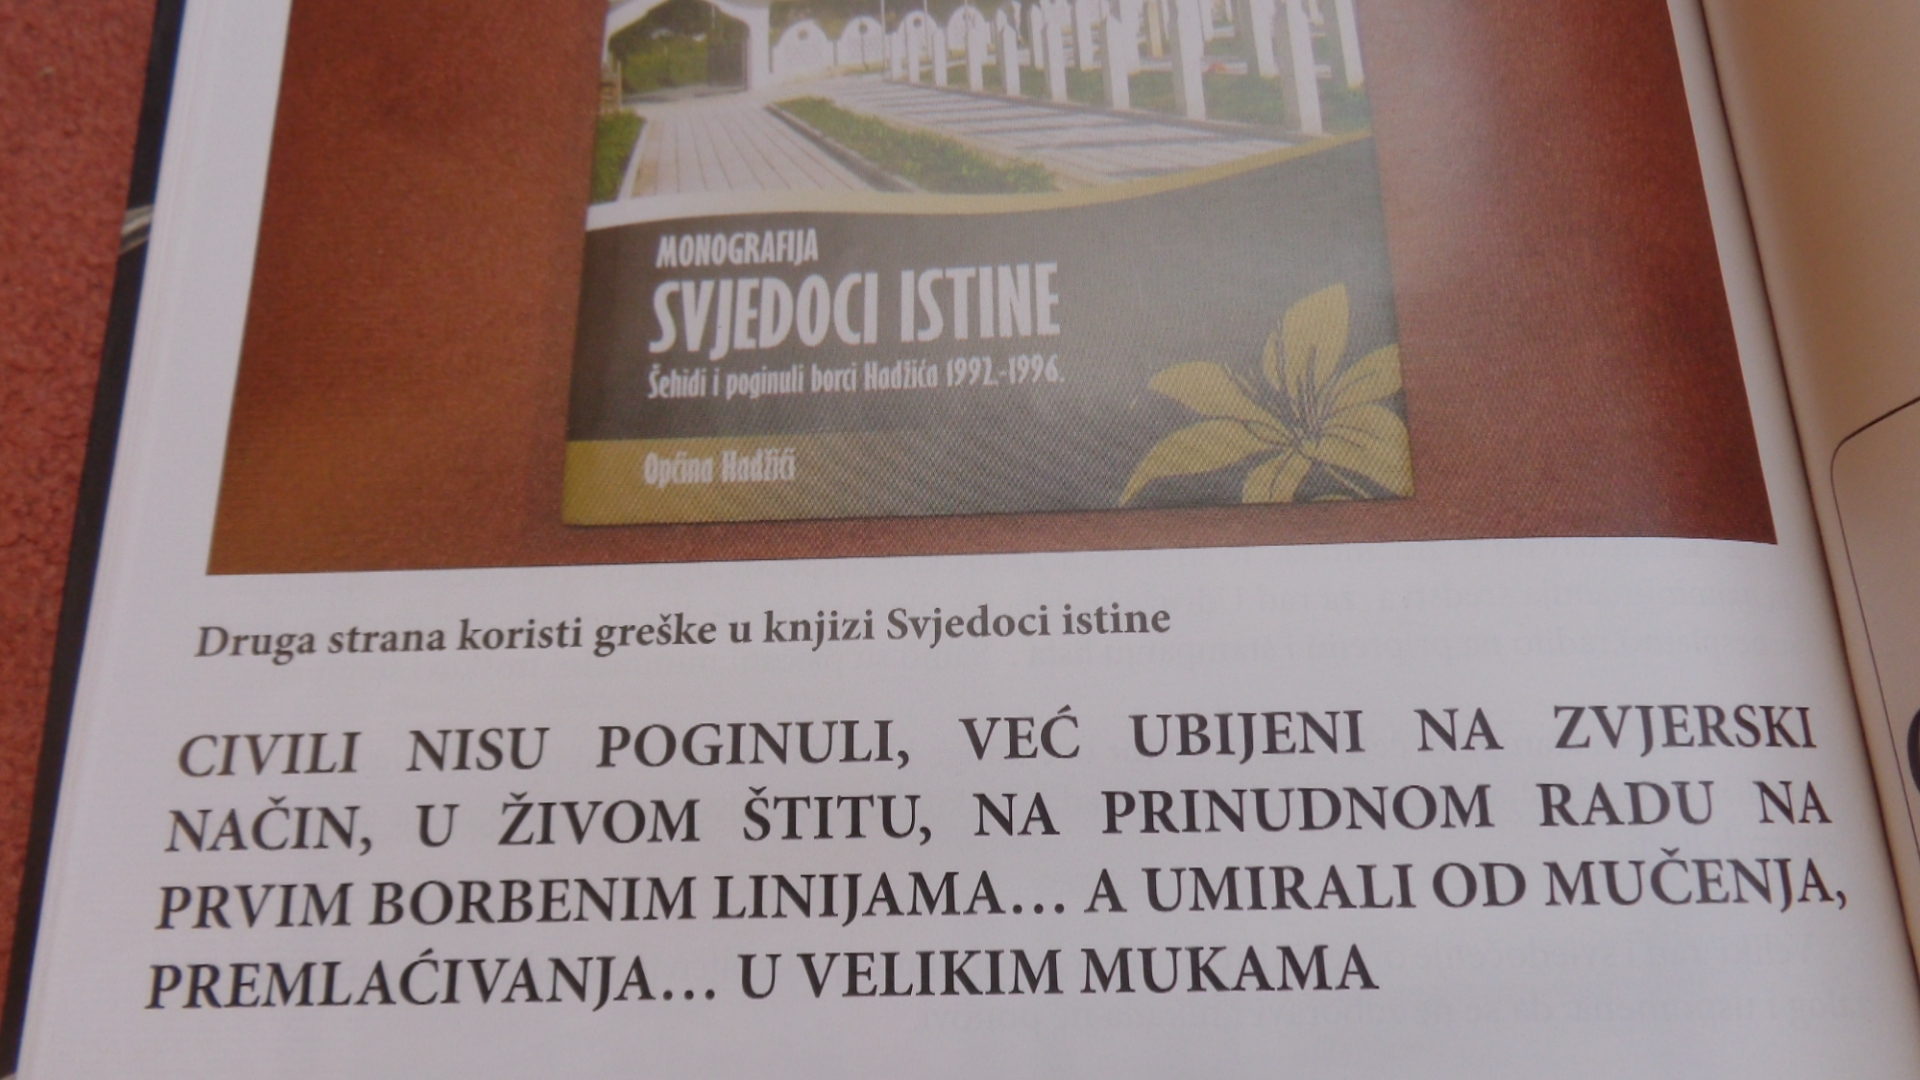 MONOGRAFIJA
SVJEDOCI ISTINE
Šehidi i poginuli borci Hadžića 1992.-1996.
Općina Hadžići
Druga strana koristi greške u knjizi Svjedoci istine
CIVILI NISU POGINULI, VEĆ UBIJENI NA ZVJERSKI
NAČIN, U ŽIVOM ŠTITU, NA PRINUDNOM RADU NA
PRVIM BORBENIM LINIJAMA... A UMIRALI OD MUČENJA,
PREMLAĆIVANJA... U VELIKIM MUKAMA